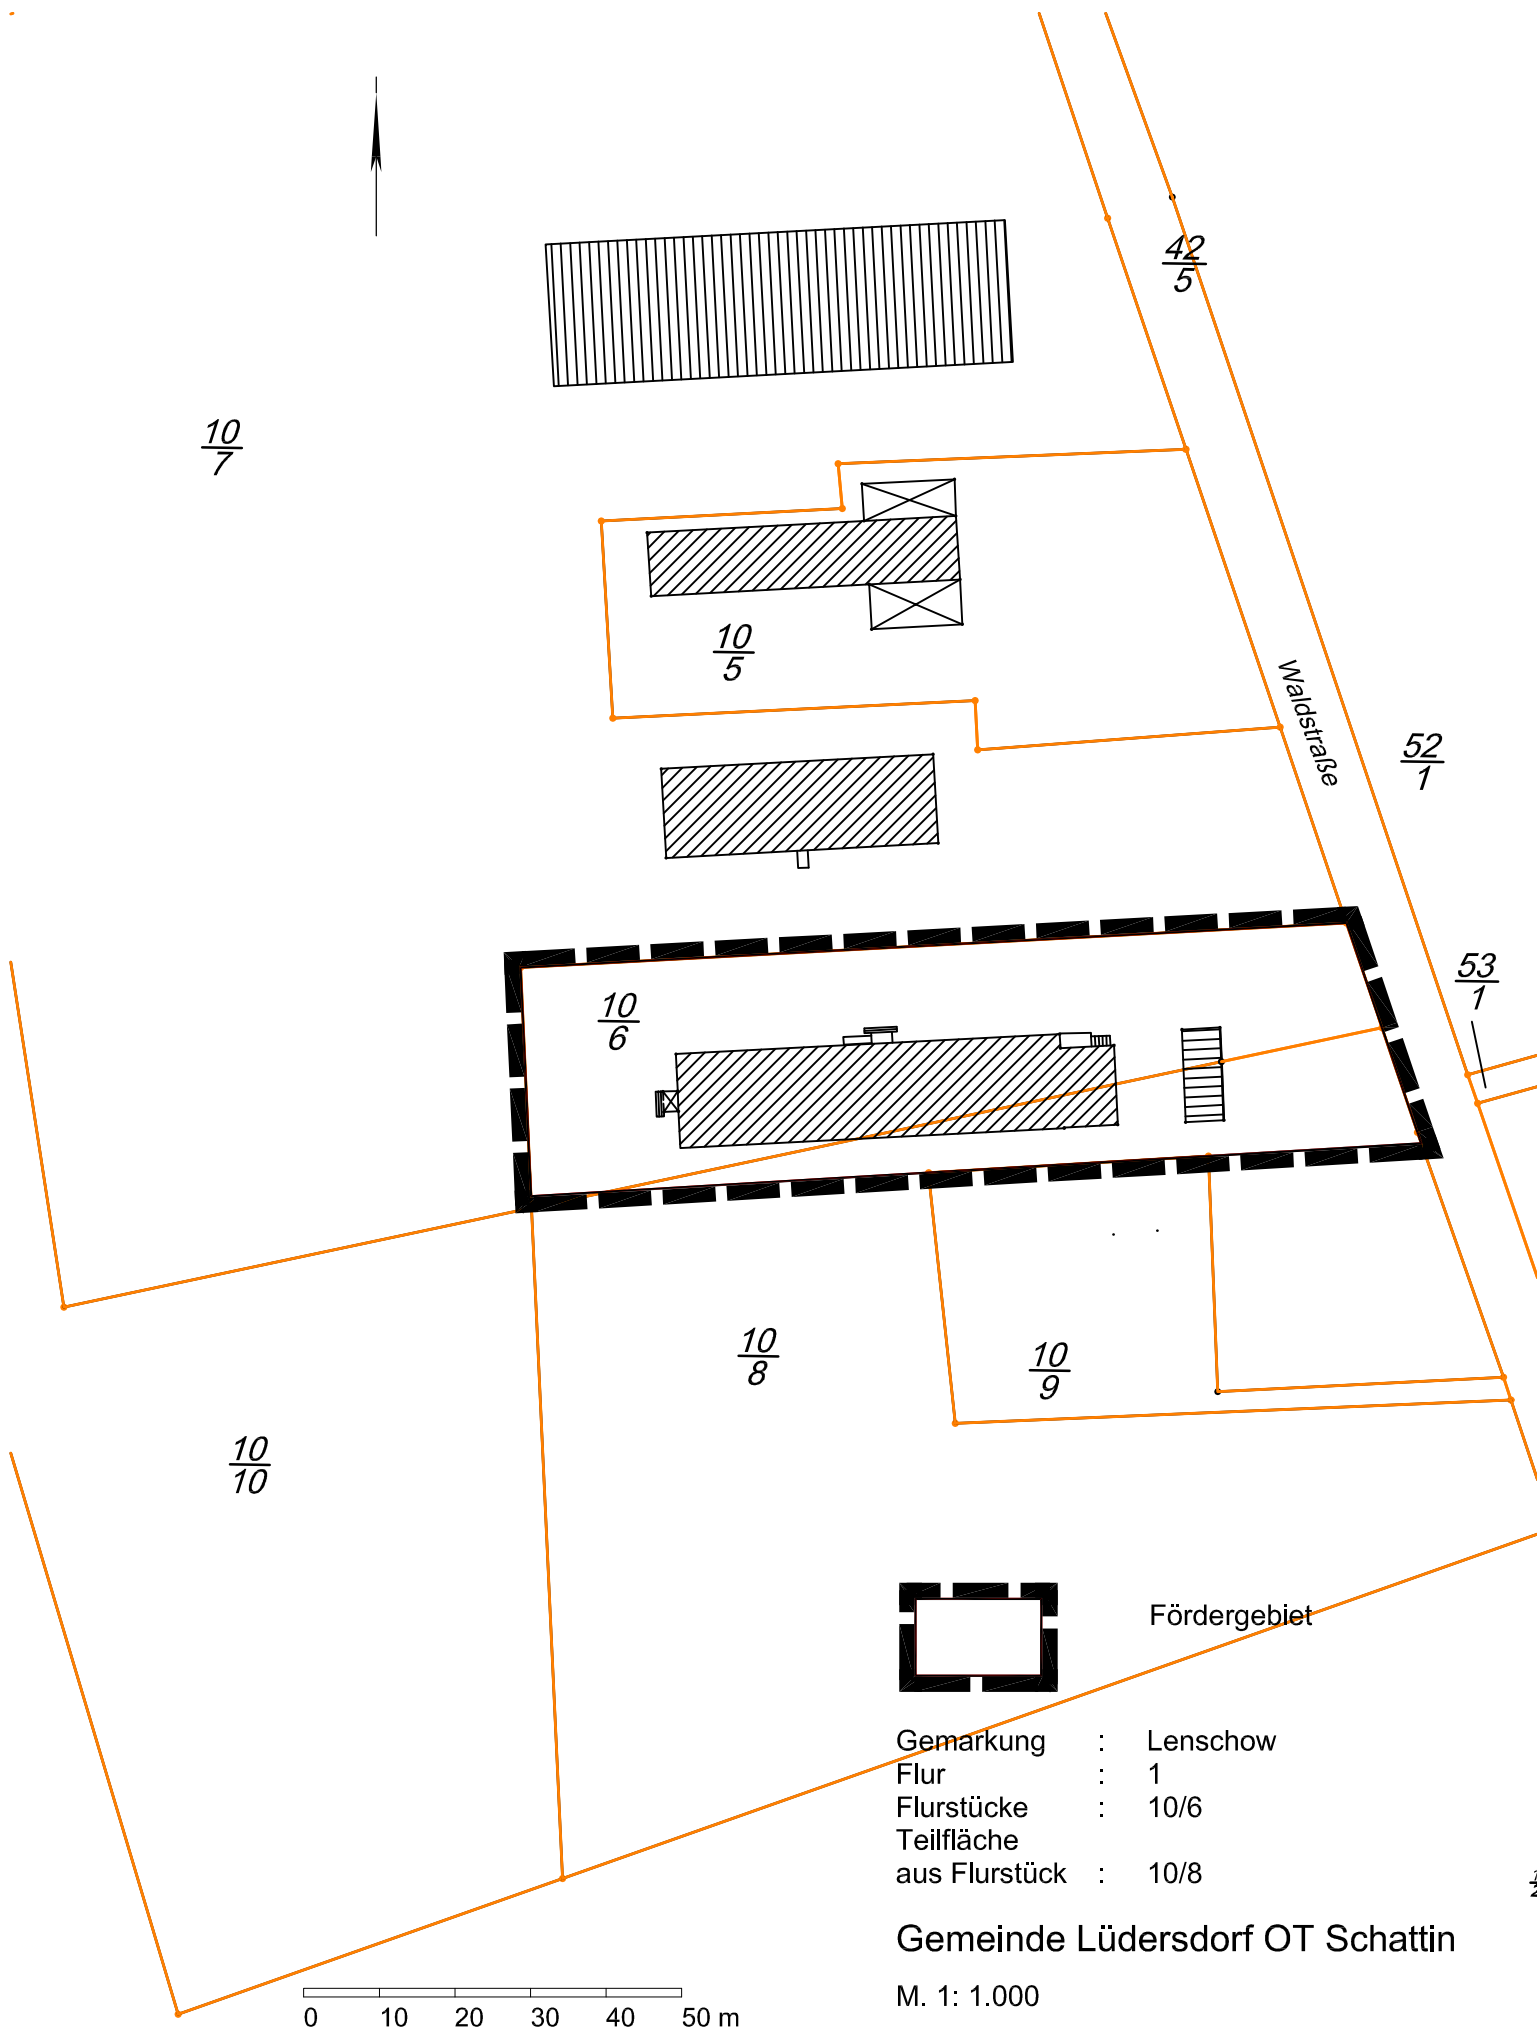 42
5
10
7
10
5
Waldstraße
52
1
53
1
10
6
10
8
10
9
10
10
Fördergebiet
Gemarkung : Lenschow
Flur : 1
Flurstücke : 10/6
Teilfläche
aus Flurstück : 10/8
Gemeinde Lüdersdorf OT Schattin
M. 1: 1.000
0 10 20 30 40 50 m